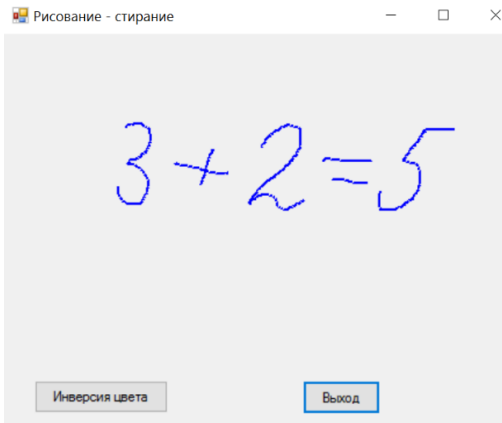 Рисование - стирание
3 + 2 = 5
Инверсия цвета
Выход